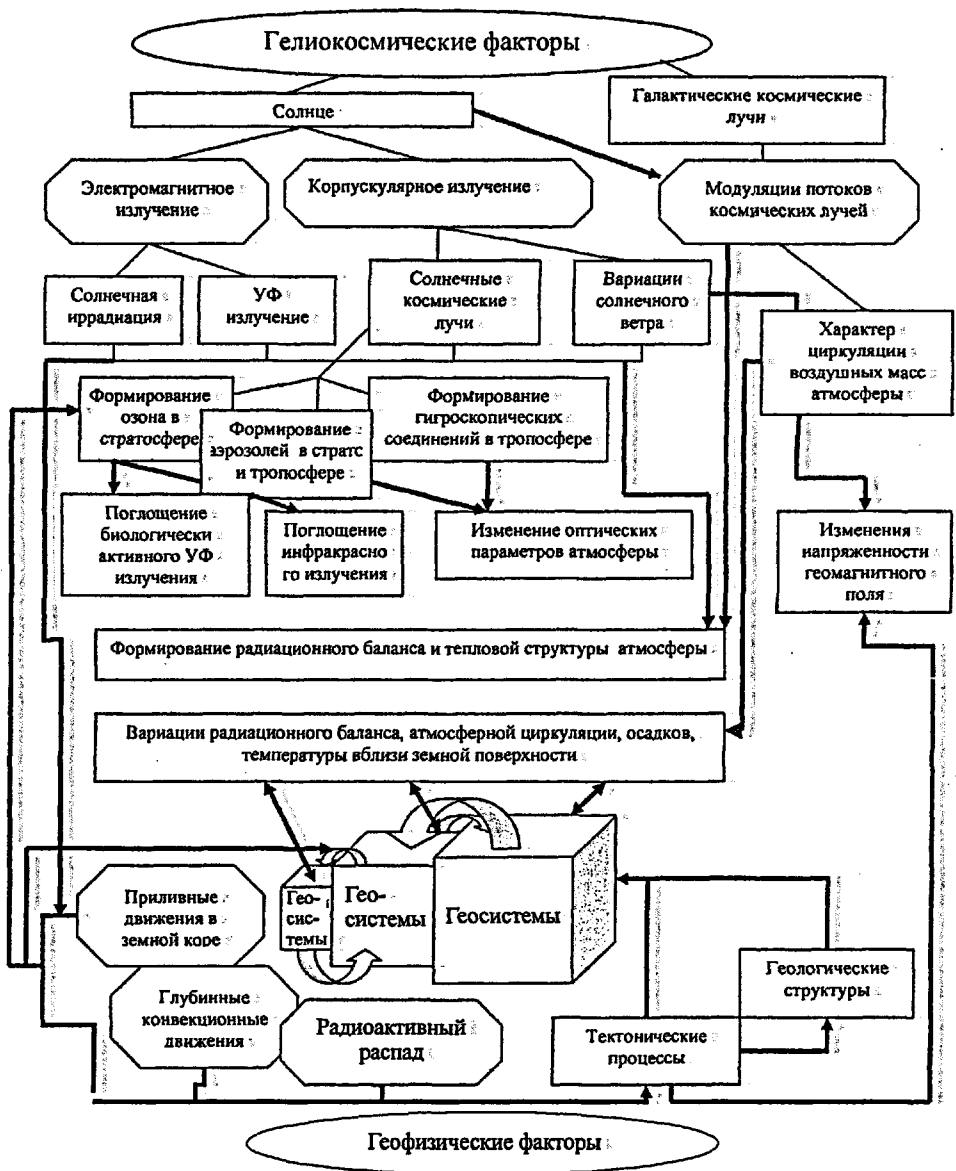 Гелиокосмические факторы
Солнце
Галактические космические
лучи
Электромагнитное
излучение
Корпускулярное излучение
Модуляции потоков
космических лучей
Солнечная
иррадиация
УФ
излучение
Солнечные
космические
лучи
Вариации
солнечного
ветра
Характер
циркуляции
воздушных масс
атмосферы
Формирование
озона в
стратосфере
Формирование
аэрозолей в стратс
и тропосфере
Формирование
гигроскопических
соединений в тропосфере
Поглощение
биологически
активного УФ
излучения
Поглощение
инфракрасно
го излучения
Изменение оптических
параметров атмосферы
Изменения
напряженности
геомагнитного
поля
Формирование радиационного баланса и тепловой структуры атмосферы
Вариации радиационного баланса, атмосферной циркуляции, осадков,
температуры вблизи земной поверхности
Гео-
сис-
темы
Гео-
системы
Геосистемы
Приливные
движения в
земной коре
Глубинные
конвекционные
движения
Радиоактивный
распад
Тектонические
процессы
Геологические
структуры
Геофизические факторы